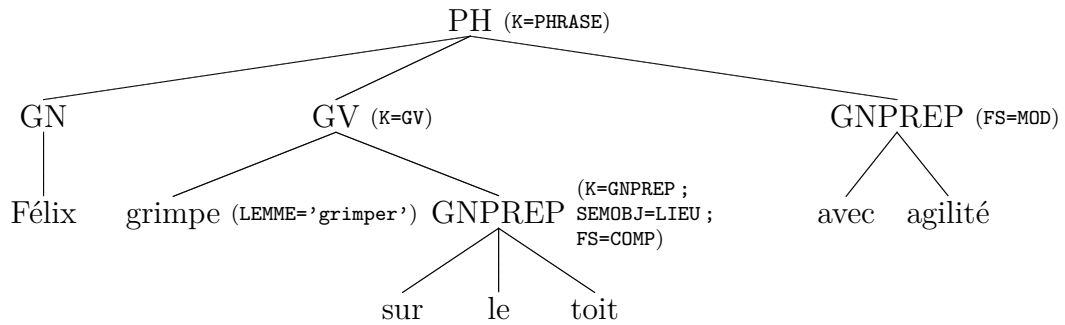 PH (K=PHRASE)
GN GV (K=GV) GNPREP (FS=MOD)
Félix grimpe (LEMME='grimper') GNPREP (K=GNPREP ;
SEMOBJ=LIEU ;
FS=COMP)
avec agilité
sur le toit